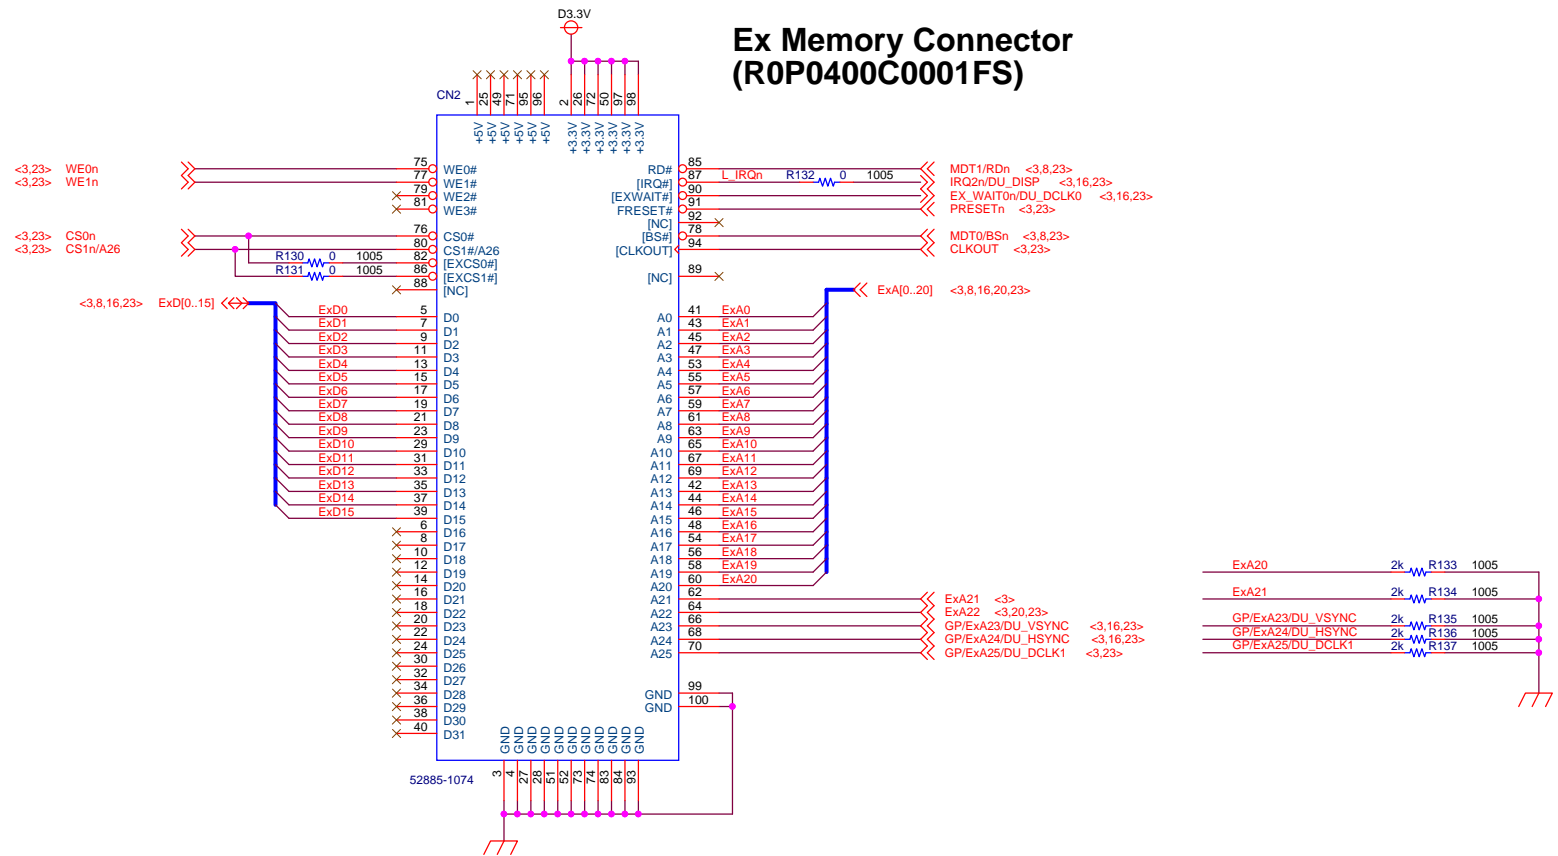 D3.3V
Ex Memory Connector
(R0P0400C0001FS)
CN2
1 25 49 71 95 96 2 26 72 50 97 98
+5V +5V +5V +5V +5V +5V +3.3V +3.3V +3.3V +3.3V +3.3V +3.3V
<3,23> WE0n 75 WE0# RD# 85 MDT1/RDn <3,8,23>
<3,23> WE1n 77 WE1# [IRQ#] 87 L_IRQn R132 0 1005 IRQ2n/DU_DISP <3,16,23>
79 WE2# [EXWAIT#] 90 EX_WAIT0n/DU_DCLK0 <3,16,23>
81 WE3# FRESET# 91 PRESETn <3,23>
[NC] 92
<3,23> CS0n 76 CS0# [BS#] 78 MDT0/BSn <3,8,23>
<3,23> CS1n/A26 80 CS1#/A26 [CLKOUT] 94 CLKOUT <3,23>
R130 0 1005 82 [EXCS0#]
R131 0 1005 86 [EXCS1#] [NC] 89
88 [NC]
<3,8,16,23> ExD[0..15] ExA[0..20] <3,8,16,20,23>
ExD0 5 D0 A0 41 ExA0
ExD1 7 D1 A1 43 ExA1
ExD2 9 D2 A2 45 ExA2
ExD3 11 D3 A3 47 ExA3
ExD4 13 D4 A4 53 ExA4
ExD5 15 D5 A5 55 ExA5
ExD6 17 D6 A6 57 ExA6
ExD7 19 D7 A7 59 ExA7
ExD8 21 D8 A8 61 ExA8
ExD9 23 D9 A9 63 ExA9
ExD10 29 D10 A10 65 ExA10
ExD11 31 D11 A11 67 ExA11
ExD12 33 D12 A12 69 ExA12
ExD13 35 D13 A13 42 ExA13
ExD14 37 D14 A14 44 ExA14
ExD15 39 D15 A15 46 ExA15
6 D16 A16 48 ExA16
8 D17 A17 54 ExA17
10 D18 A18 56 ExA18
12 D19 A19 58 ExA19 ExA20 2k R133 1005
14 D20 A20 60 ExA20
16 D21 A21 62 ExA21 <3> ExA21 2k R134 1005
18 D22 A22 64 ExA22 <3,20,23>
20 D23 A23 66 GP/ExA23/DU_VSYNC <3,16,23> GP/ExA23/DU_VSYNC 2k R135 1005
22 D24 A24 68 GP/ExA24/DU_HSYNC <3,16,23> GP/ExA24/DU_HSYNC 2k R136 1005
24 D25 A25 70 GP/ExA25/DU_DCLK1 <3,23> GP/ExA25/DU_DCLK1 2k R137 1005
30 D26
32 D27
34 D28 GND 99
36 D29 GND 100
38 D30
40 D31
GND GND GND GND GND GND GND GND GND GND GND
52885-1074
3 4 27 28 51 52 73 74 83 84 93